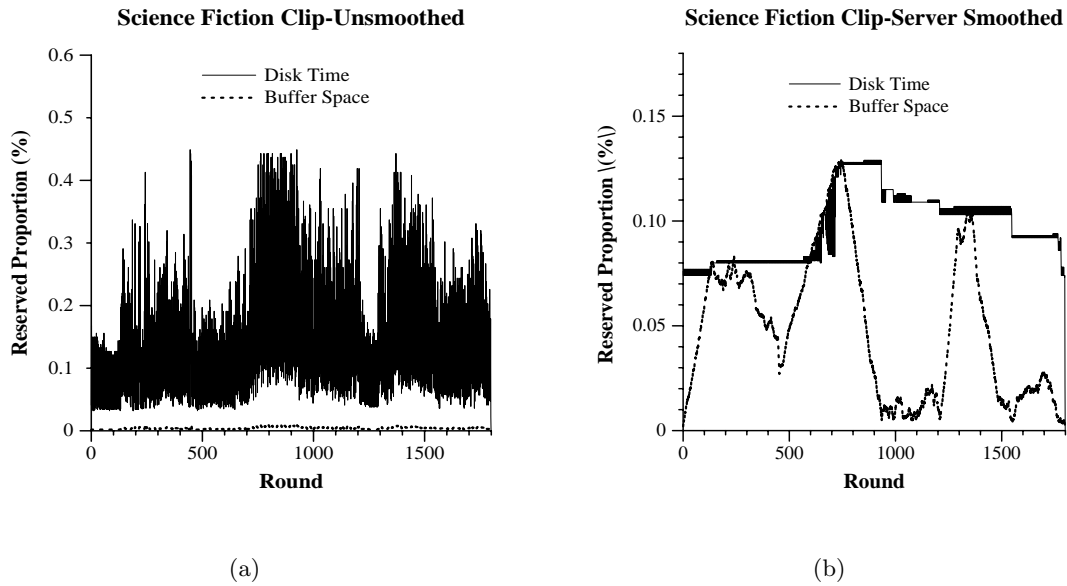 Science Fiction Clip-Unsmoothed
0.6
0.5
0.4
0.3
0.2
0.1
0
Reserved Proportion (%)
Disk Time
Buffer Space
0
500
1000
1500
Round
(a)
Science Fiction Clip-Server Smoothed
0.15
0.10
0.05
0
Reserved Proportion \(%\)
Disk Time
Buffer Space
0
500
1000
1500
Round
(b)